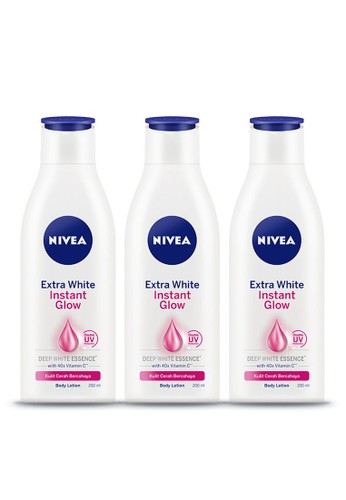 NIVEA
Extra White
Instant
Glow
UV
DEEP WHITE ESSENCE
with 40x Vitamin C
Kulit Cerah Bercahaya
Body Lotion 200 ml
NIVEA
Extra White
Instant
Glow
UV
DEEP WHITE ESSENCE
with 40x Vitamin C
Kulit Cerah Bercahaya
Body Lotion 200 ml
NIVEA
Extra White
Instant
Glow
UV
DEEP WHITE ESSENCE
with 40x Vitamin C
Kulit Cerah Bercahaya
Body Lotion 200 ml